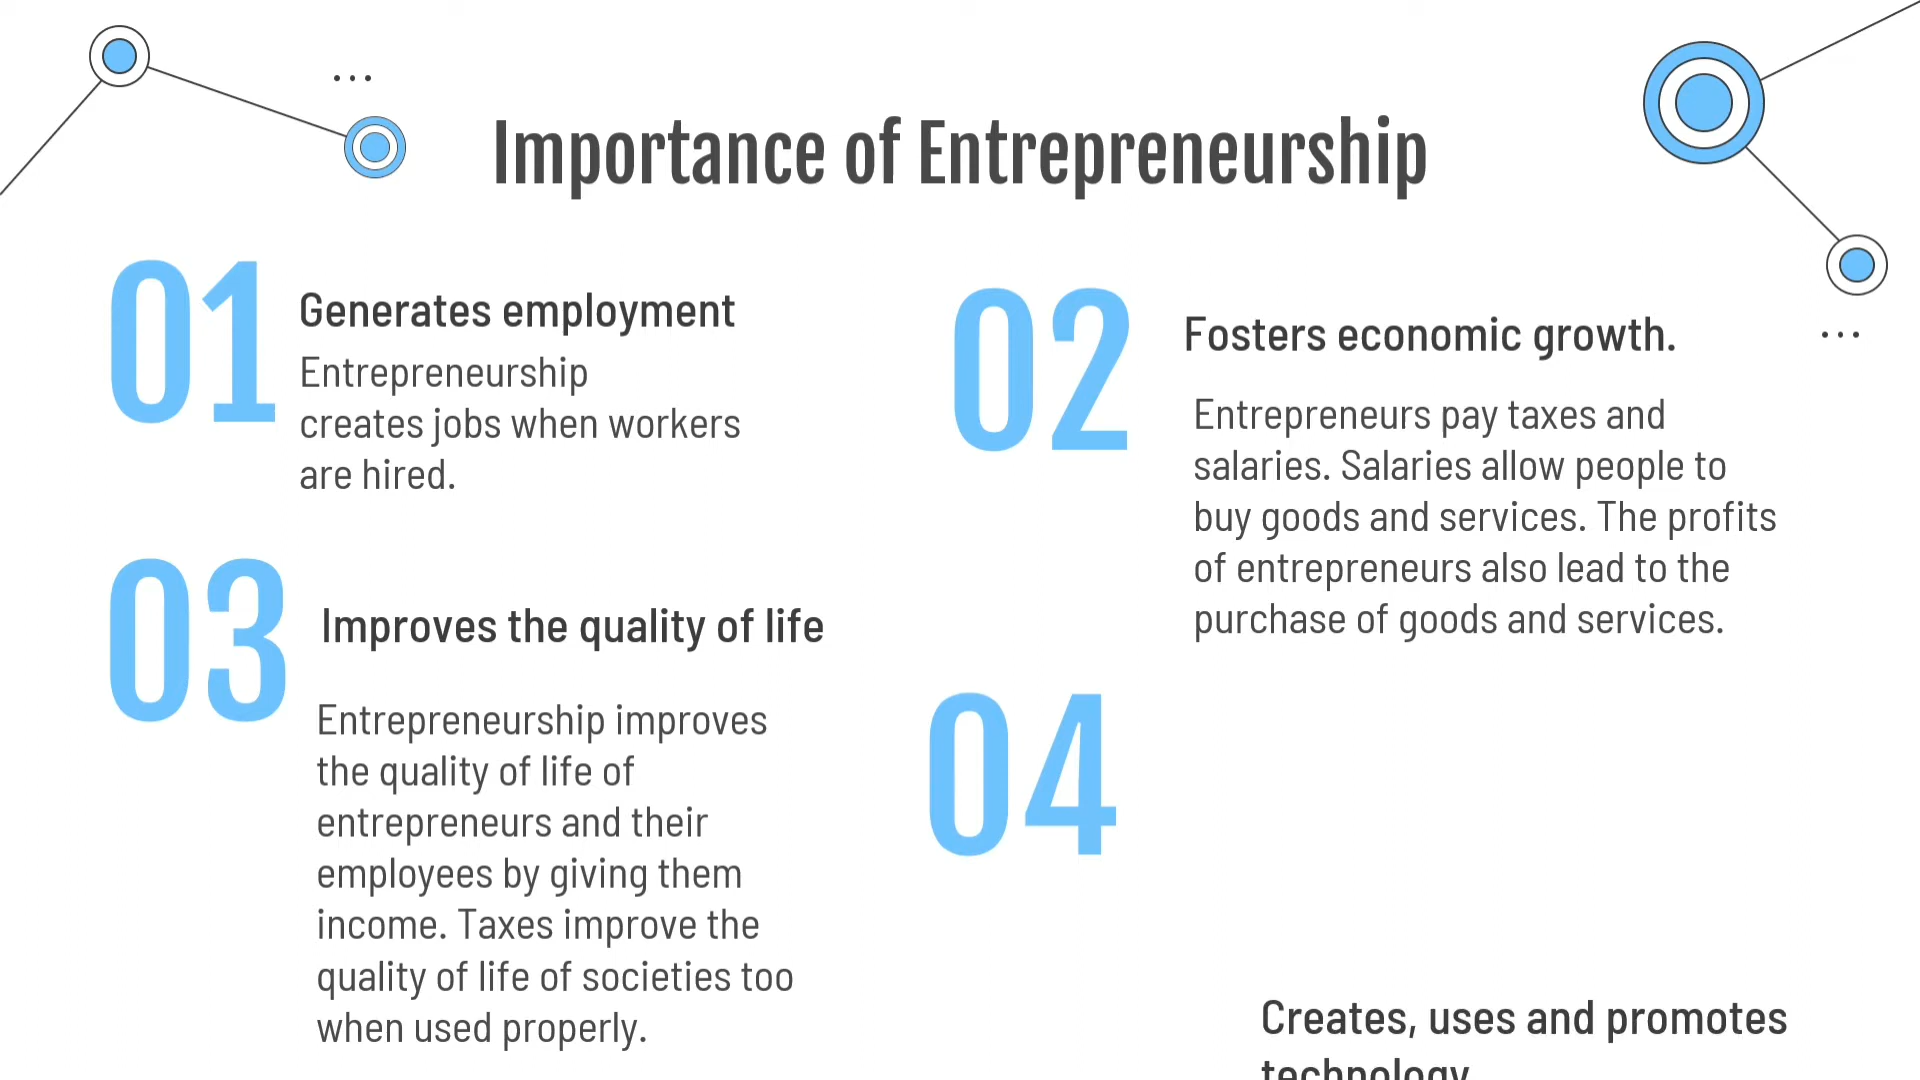 Importance of Entrepreneurship
01
Generates employment
Entrepreneurship
creates jobs when workers
are hired.
02
Fosters economic growth.
Entrepreneurs pay taxes and
salaries. Salaries allow people to
buy goods and services. The profits
of entrepreneurs also lead to the
purchase of goods and services.
03
Improves the quality of life
Entrepreneurship improves
the quality of life of
entrepreneurs and their
employees by giving them
income. Taxes improve the
quality of life of societies too
when used properly.
04
Creates, uses and promotes
technology